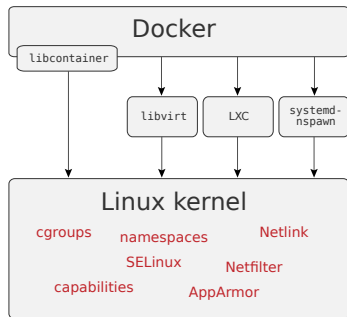 Docker
libcontainer
libvirt
LXC
systemd-
nspawn
Linux kernel
cgroups
namespaces
Netlink
SELinux
Netfilter
capabilities
AppArmor